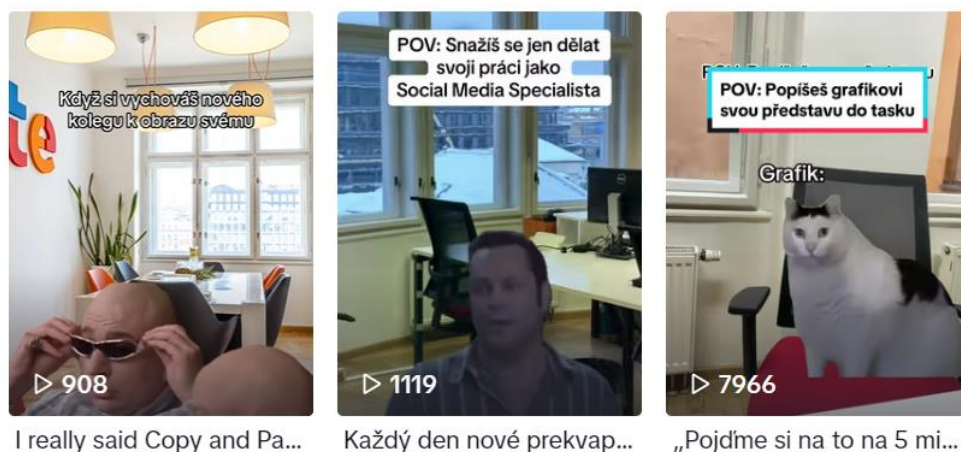 te
Když si vychováš nového
kolegu k obrazu svému
908
I really said Copy and Pa...
POV: Snažíš se jen dělat
svoji práci jako
Social Media Specialista
DELL
1119
Každý den nové prekvap...
POV: Popíšeš grafikovi
svou představu do tasku
Grafik:
7966
„Pojďme si na to na 5 mi...